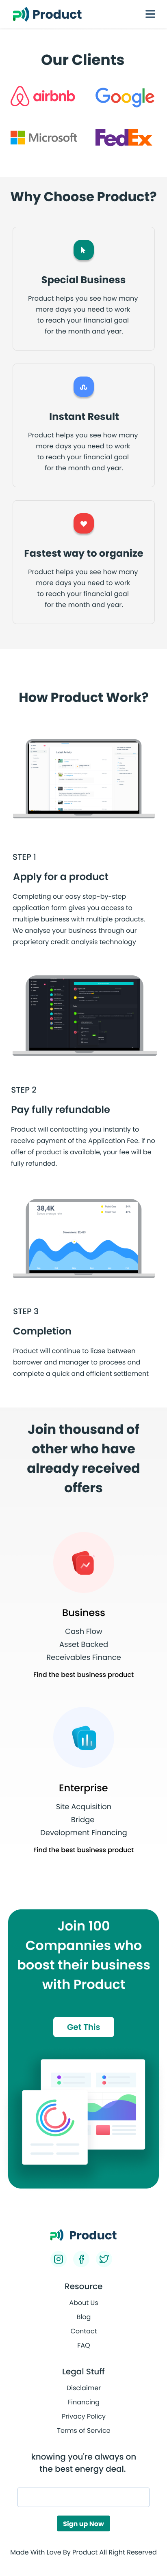 Product
Our Clients
airbnb
Google
Microsoft
FedEx
Why Choose Product?
Special Business
Product helps you see how many
more days you need to work
to reach your financial goal
for the month and year.
Instant Result
Product helps you see how many
more days you need to work
to reach your financial goal
for the month and year.
Fastest way to organize
Product helps you see how many
more days you need to work
to reach your financial goal
for the month and year.
How Product Work?
STEP 1
Apply for a product
Completing our easy step-by-step
application form gives you access to
multiple business with multiple products.
We analyse your business through our
proprietary credit analysis technology
STEP 2
Pay fully refundable
Product will contactting you instantly to
receive payment of the Application Fee. if no
offer of product is available, your fee will be
fully refunded.
38,4K
STEP 3
Completion
Product will continue to liase between
borrower and manager to procees and
complete a quick and efficient settlement
Join thousand of
other who have
already received
offers
Business
Cash Flow
Asset Backed
Receivables Finance
Find the best business product
Enterprise
Site Acquisition
Bridge
Development Financing
Find the best business product
Join 100
Compannies who
boost their business
with Product
Get This
Product
Resource
About Us
Blog
Contact
FAQ
Legal Stuff
Disclaimer
Financing
Privacy Policy
Terms of Service
knowing you're always on
the best energy deal.
Sign up Now
Made With Love By Product All Right Reserved